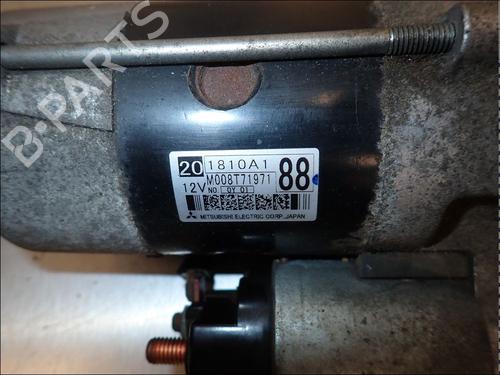 B-PARTS
20 1810A1 88
12V M008T71971
NO. 0Y 01
MITSUBISHI ELECTRIC CORP. JAPAN